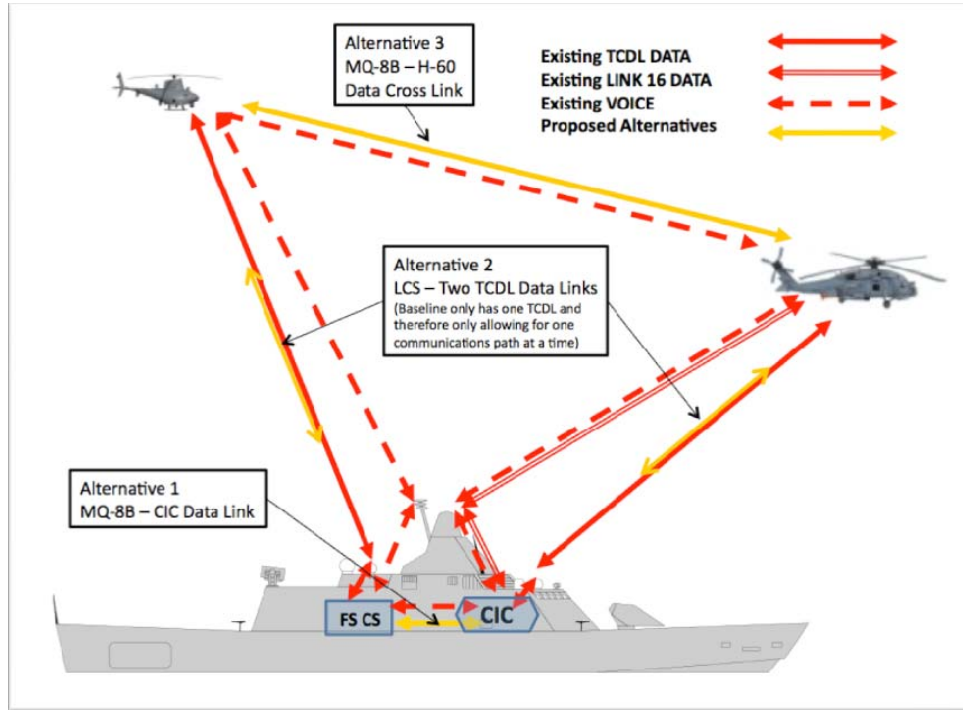 Alternative 3
MQ-8B – H-60
Data Cross Link
Existing TCDL DATA
Existing LINK 16 DATA
Existing VOICE
Proposed Alternatives
Alternative 2
LCS – Two TCDL Data Links
(Baseline only has one TCDL and
therefore only allowing for one
communications path at a time)
Alternative 1
MQ-8B – CIC Data Link
FS CS
CIC